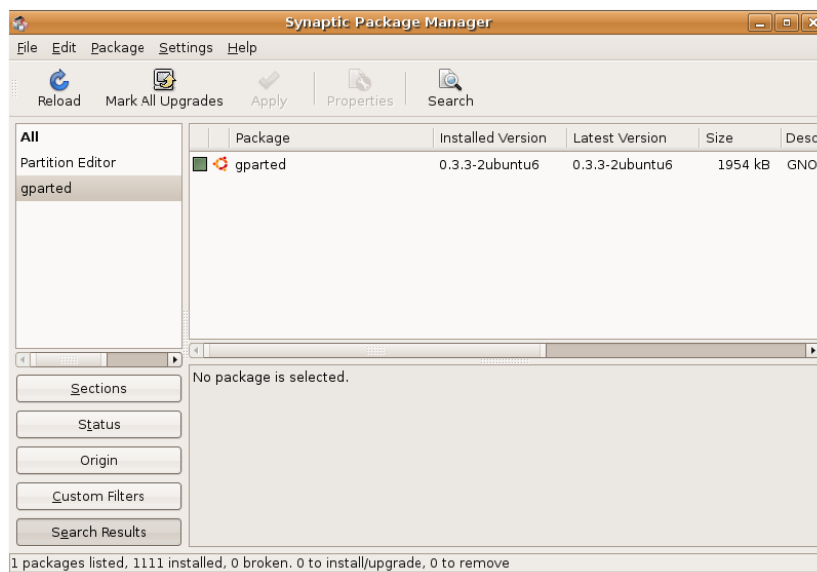 Synaptic Package Manager
File Edit Package Settings Help
Reload Mark All Upgrades Apply Properties Search
All
Partition Editor
gparted
Package Installed Version Latest Version Size Desc
gparted 0.3.3-2ubuntu6 0.3.3-2ubuntu6 1954 kB GNO
No package is selected.
Sections
Status
Origin
Custom Filters
Search Results
1 packages listed, 1111 installed, 0 broken. 0 to install/upgrade, 0 to remove